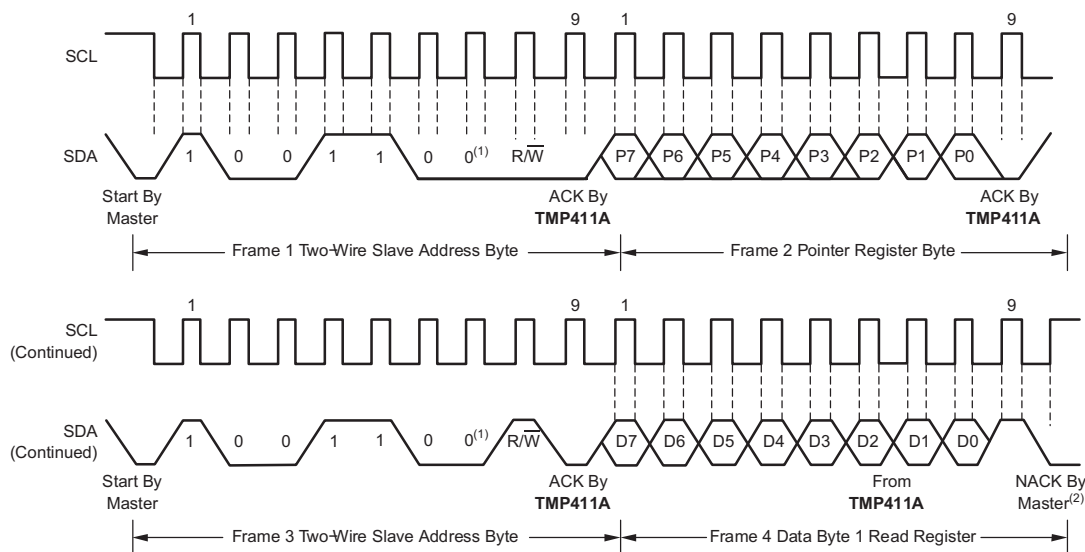 1 9 1 9
SCL
SDA 1 0 0 1 1 0 0(1) R/W̅ P7 P6 P5 P4 P3 P2 P1 P0
Start By Master
ACK By TMP411A
ACK By TMP411A
Frame 1 Two-Wire Slave Address Byte
Frame 2 Pointer Register Byte
1 9 1 9
SCL (Continued)
SDA (Continued) 1 0 0 1 1 0 0(1) R/W̅ D7 D6 D5 D4 D3 D2 D1 D0
Start By Master
ACK By TMP411A
From TMP411A
NACK By Master(2)
Frame 3 Two-Wire Slave Address Byte
Frame 4 Data Byte 1 Read Register